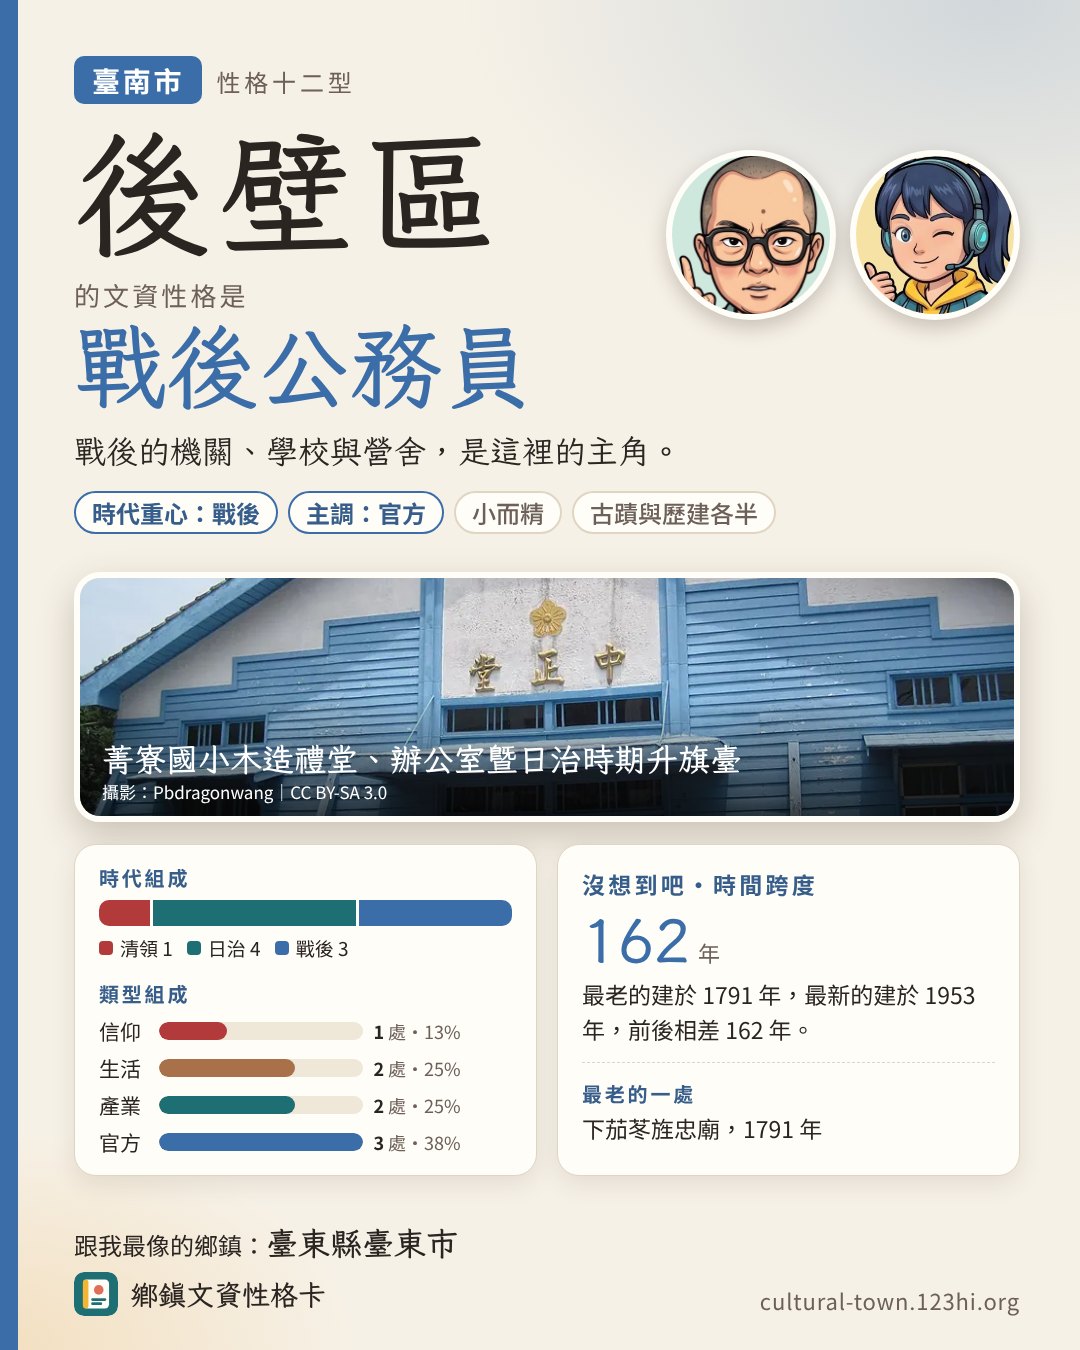 臺南市 性格十二型
後壁區
的文資性格是
戰後公務員
戰後的機關、學校與營舍，是這裡的主角。
時代重心：戰後 主調：官方 小而精 古蹟與歷建各半
堂正中
菁寮國小木造禮堂、辦公室暨日治時期升旗臺
攝影：Pbdragonwang｜CC BY-SA 3.0
時代組成
清領 1 日治 4 戰後 3
類型組成
信仰 1 處・13%
生活 2 處・25%
產業 2 處・25%
官方 3 處・38%
沒想到吧・時間跨度
162 年
最老的建於 1791 年，最新的建於 1953
年，前後相差 162 年。
最老的一處
下茄苳旌忠廟，1791 年
跟我最像的鄉鎮：臺東縣臺東市
鄉鎮文資性格卡
cultural-town.123hi.org